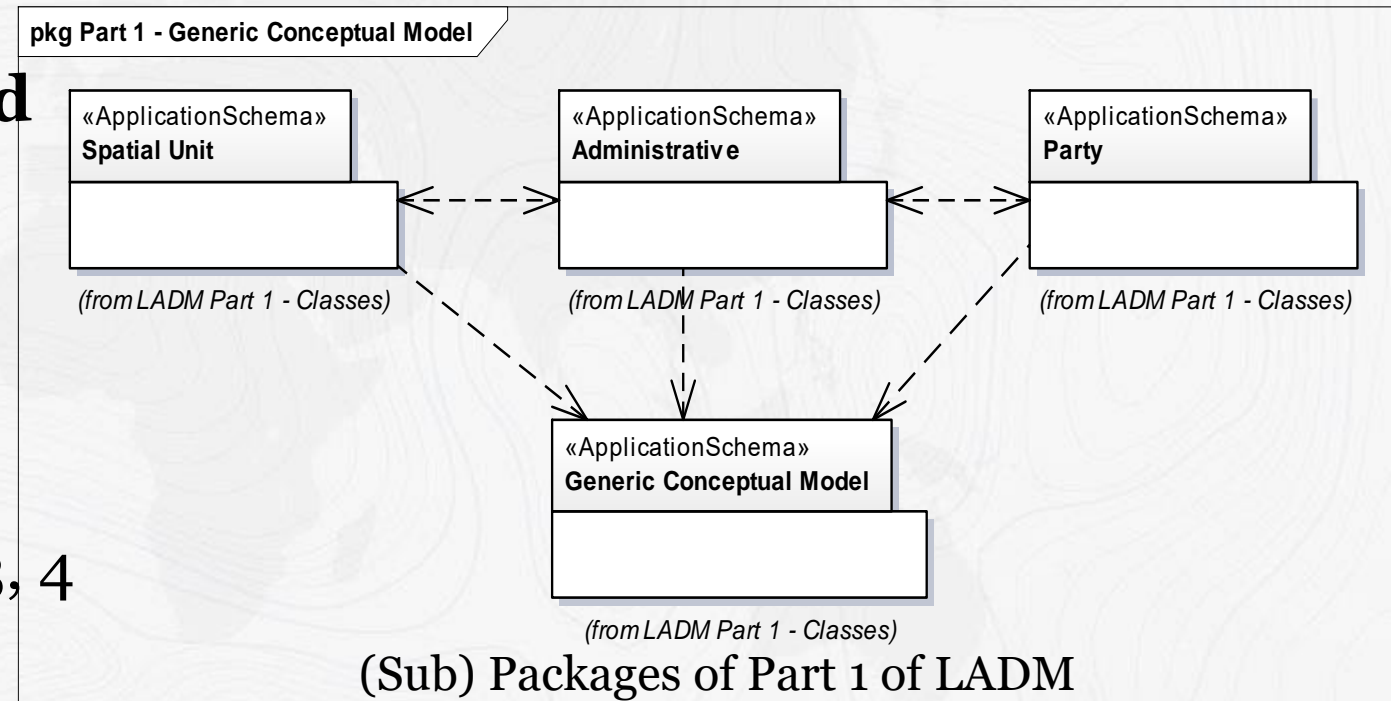 pkg Part 1 - Generic Conceptual Model
d
«ApplicationSchema»
Spatial Unit
(from LADM Part 1 - Classes)
«ApplicationSchema»
Administrative
(from LADM Part 1 - Classes)
«ApplicationSchema»
Party
(from LADM Part 1 - Classes)
«ApplicationSchema»
Generic Conceptual Model
(from LADM Part 1 - Classes)
, 4
(Sub) Packages of Part 1 of LADM